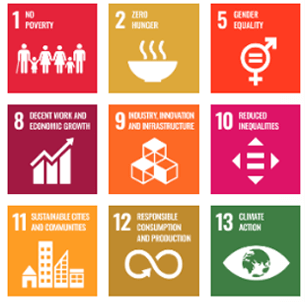 1 NO
POVERTY
2 ZERO
HUNGER
5 GENDER
EQUALITY
8 DECENT WORK AND
ECONOMIC GROWTH
9 INDUSTRY, INNOVATION
AND INFRASTRUCTURE
10 REDUCED
INEQUALITIES
11 SUSTAINABLE CITIES
AND COMMUNITIES
12 RESPONSIBLE
CONSUMPTION
AND PRODUCTION
13 CLIMATE
ACTION